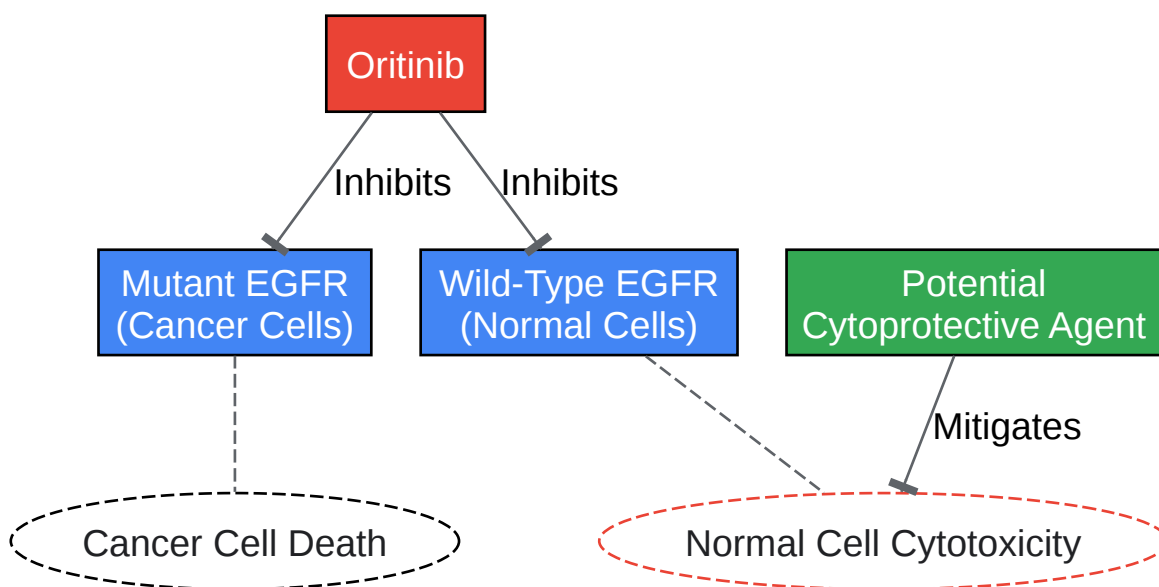 Oritinib
Inhibits
Inhibits
Mutant EGFR
(Cancer Cells)
Wild-Type EGFR
(Normal Cells)
Potential
Cytoprotective Agent
Mitigates
Cancer Cell Death
Normal Cell Cytotoxicity